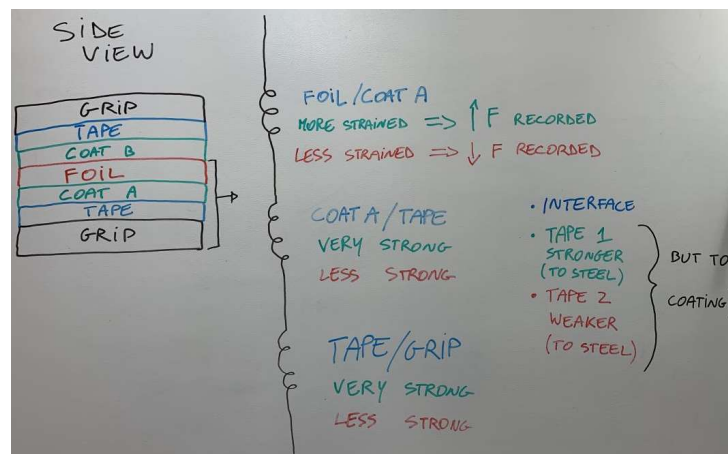 SiDE
ViEW
GRiP
TAPE
COAT B
FOIL
COAT A
TAPE
GRIP
FOIL/COAT A
MORE STRAINED => ↑ F RECORDED
LESS STRAINED => ↓ F RECORDED
COAT A/TAPE
VERY STRONG
LESS STRONG
TAPE/GRIP
VERY STRONG
LESS STRONG
• INTERFACE
• TAPE 1
STRONGER
(TO STEEL)
• TAPE 2
WEAKER
(TO STEEL)
BUT TO
COATING